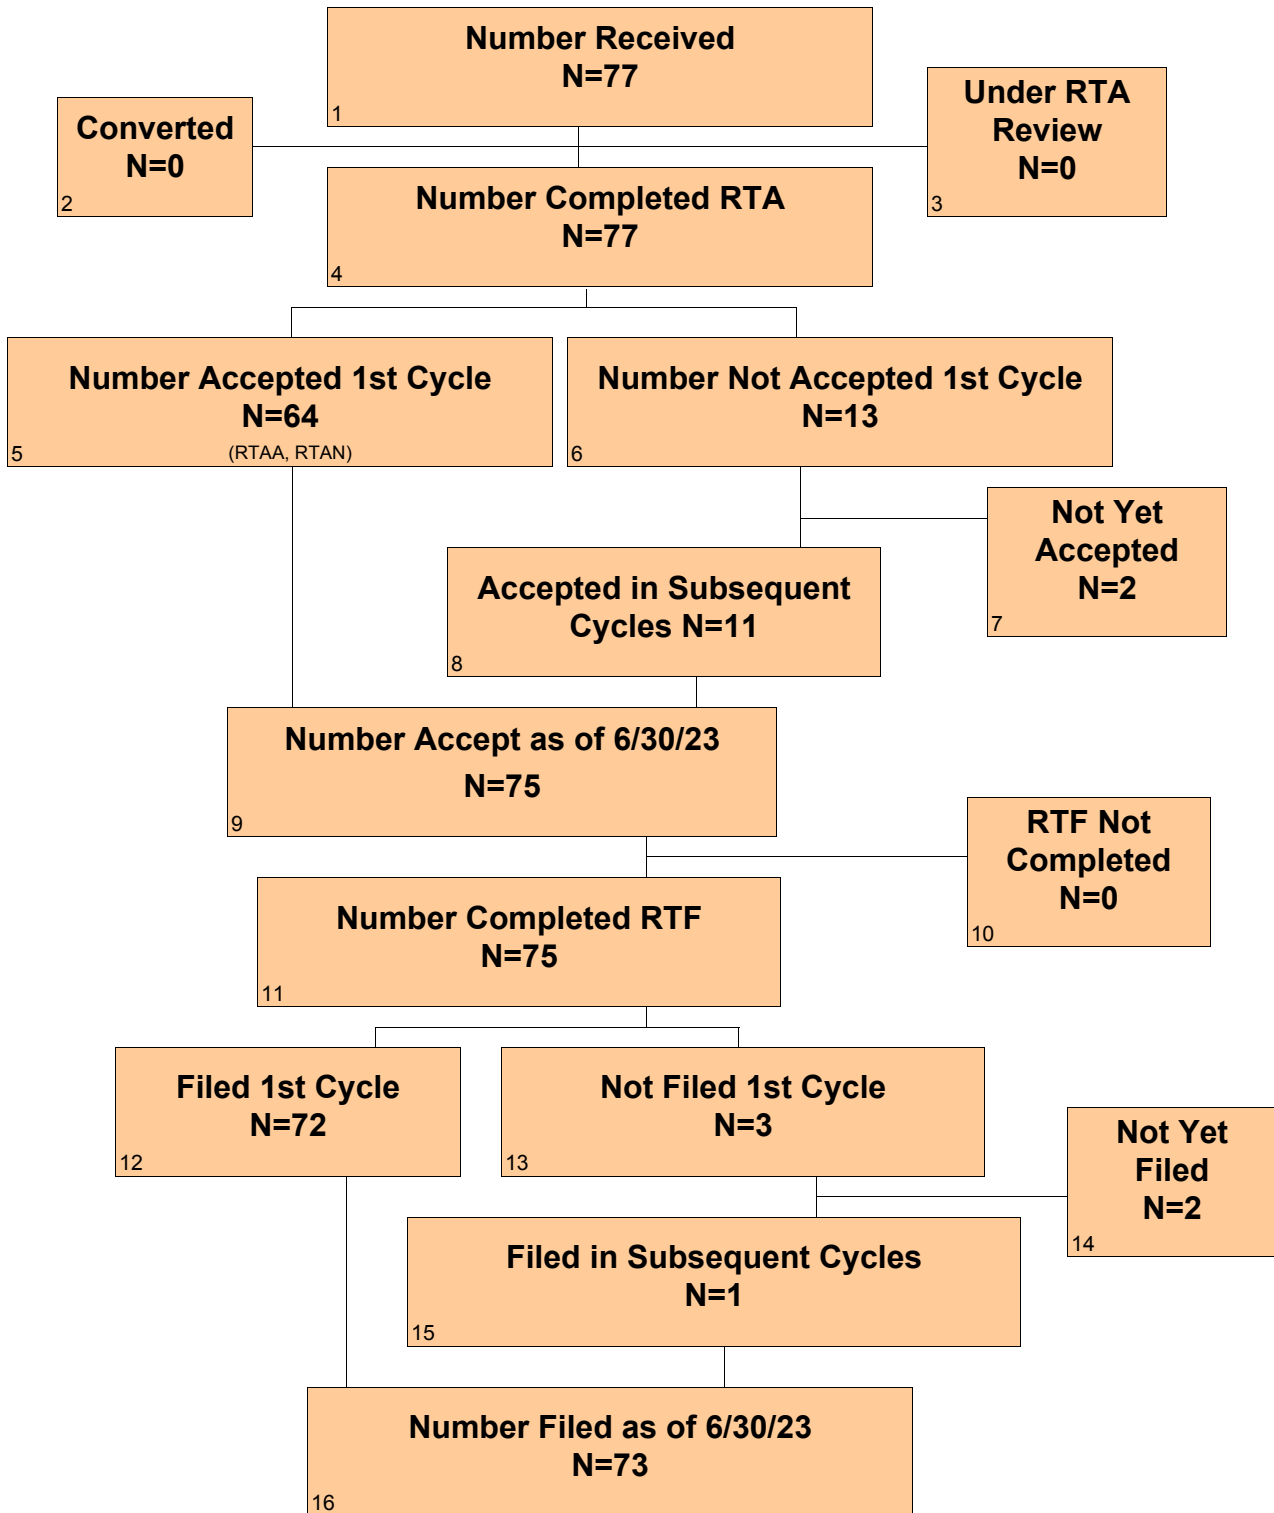 Number Received
N=77
1
Converted
N=0
2
Under RTA
Review
N=0
3
Number Completed RTA
N=77
4
Number Accepted 1st Cycle
N=64
(RTAA, RTAN)
5
Number Not Accepted 1st Cycle
N=13
6
Not Yet
Accepted
N=2
7
Accepted in Subsequent
Cycles N=11
8
Number Accept as of 6/30/23
N=75
9
RTF Not
Completed
N=0
10
Number Completed RTF
N=75
11
Filed 1st Cycle
N=72
12
Not Filed 1st Cycle
N=3
13
Not Yet
Filed
N=2
14
Filed in Subsequent Cycles
N=1
15
Number Filed as of 6/30/23
N=73
16